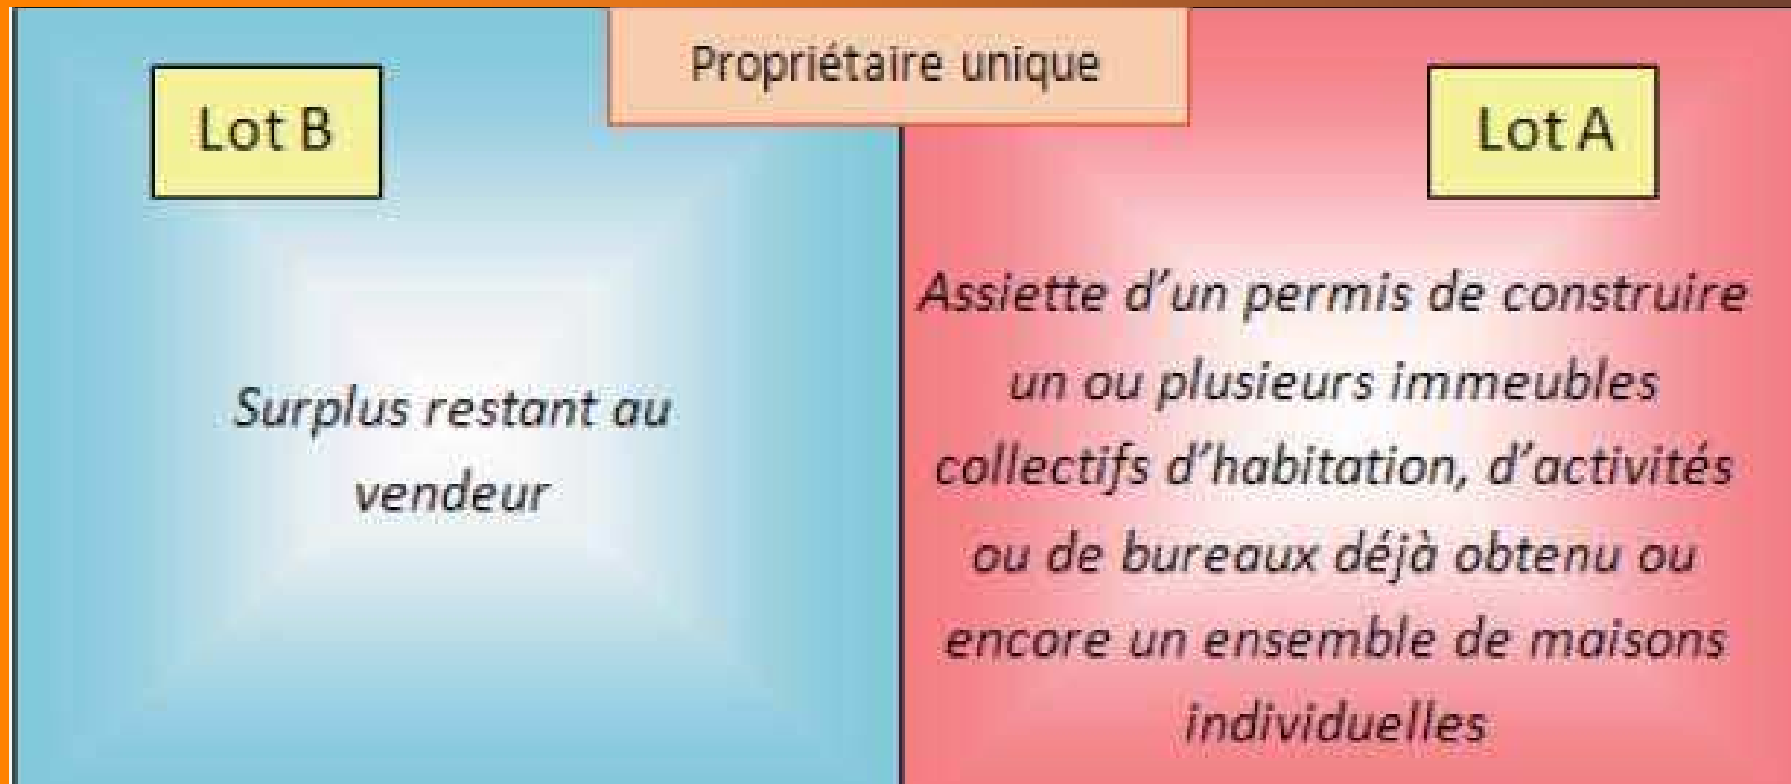 Propriétaire unique
Lot B
Lot A
Surplus restant au
vendeur
Assiette d’un permis de construire
un ou plusieurs immeubles
collectifs d’habitation, d’activités
ou de bureaux déjà obtenu ou
encore un ensemble de maisons
individuelles